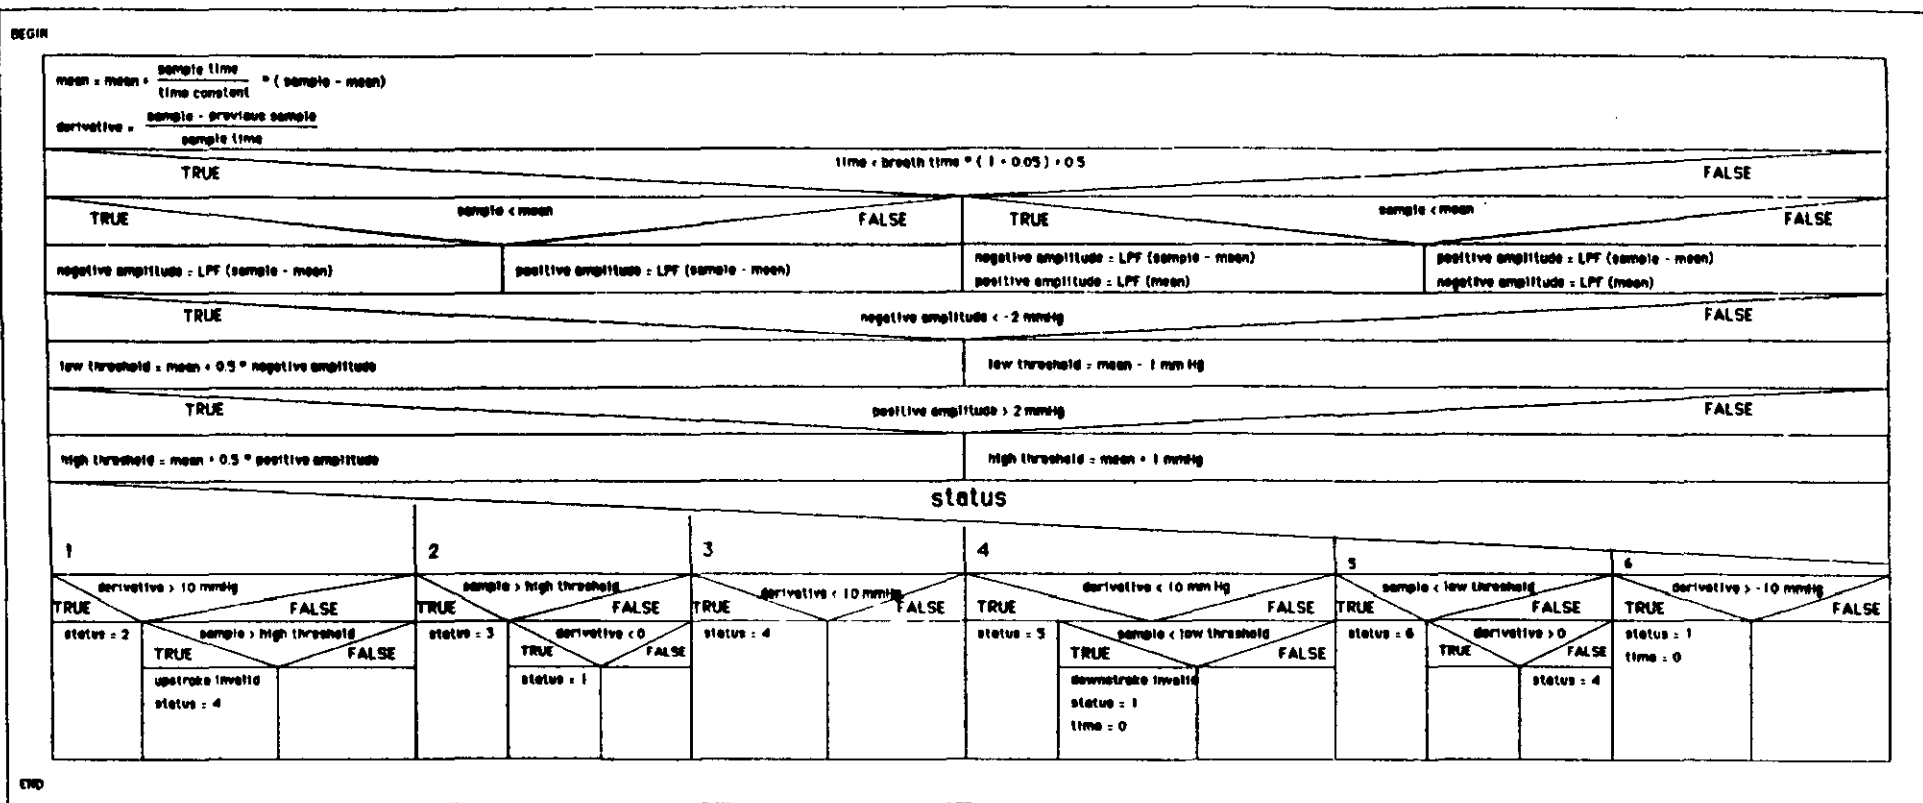 BEGIN
mean = mean + sample time / time constant * ( sample - mean)
derivative = sample - previous sample / sample time
time < breath time * ( 1 + 0.05 ) + 0.5
TRUE FALSE
sample < mean sample < mean
TRUE FALSE TRUE FALSE
negative amplitude = LPF (sample - mean) positive amplitude = LPF (sample - mean) negative amplitude = LPF (sample - mean) positive amplitude = LPF (sample - mean)
positive amplitude = LPF (mean) negative amplitude = LPF (mean)
TRUE negative amplitude < -2 mmHg FALSE
low threshold = mean + 0.5 * negative amplitude low threshold = mean - 1 mm Hg
TRUE positive amplitude > 2 mmHg FALSE
high threshold = mean + 0.5 * positive amplitude high threshold = mean + 1 mmHg
status
1 2 3 4 5 6
derivative > 10 mmHg sample > high threshold derivative < 10 mmHg derivative < 10 mm Hg sample < low threshold derivative > -10 mmHg
TRUE FALSE TRUE FALSE TRUE FALSE TRUE FALSE TRUE FALSE TRUE FALSE
status = 2 sample > high threshold status = 3 derivative < 0 status = 4 status = 5 sample < low threshold status = 6 derivative > 0 status = 1
TRUE FALSE TRUE FALSE TRUE FALSE TRUE FALSE time = 0
upstroke invalid status = 1 downstroke invalid status = 4
status = 4 status = 1
time = 0
END